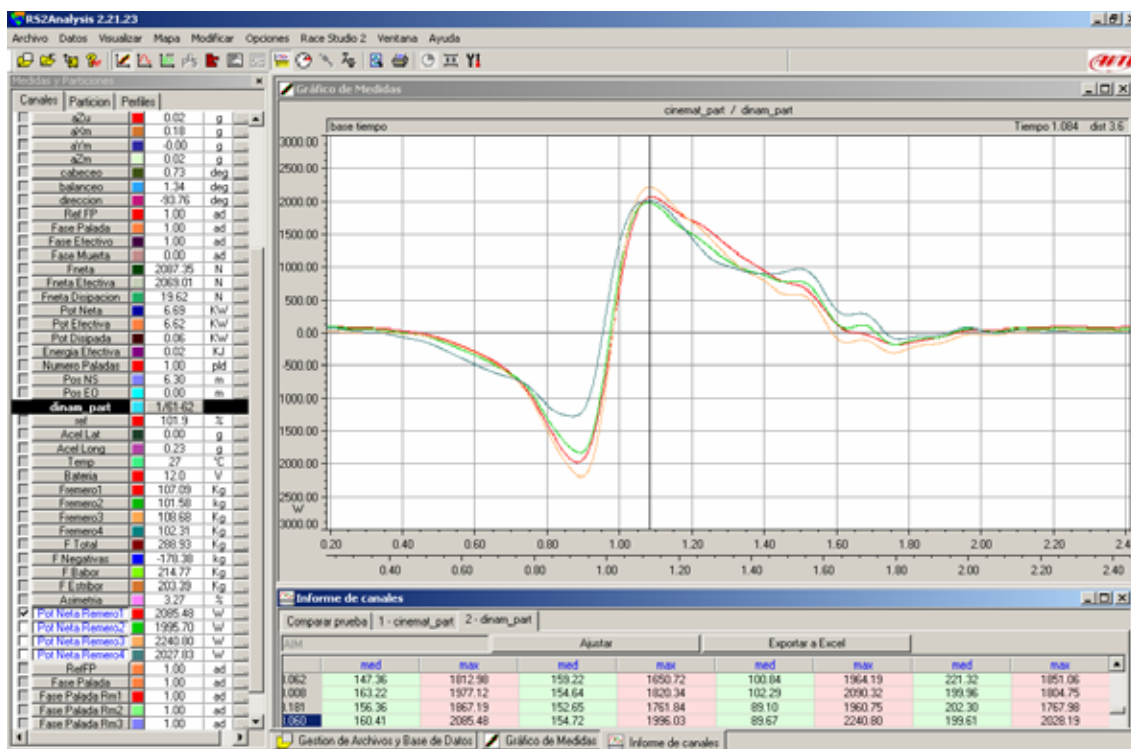 RS2Analysis 2.21.23
Archivo Datos Visualizar Mapa Modificar Opciones Race Studio 2 Ventana Ayuda
Medidas y Particiones
Canales Particion Perfiles
aZu 0.02 g
aXm 0.18 g
aYm -0.00 g
aZm 0.02 g
cabeceo 0.73 deg
balanceo 1.34 deg
direccion -93.76 deg
Ref.FP 1.00 ad
Fase Palada 1.00 ad
Fase Efectivo 1.00 ad
Fase Muerta 0.00 ad
Fneta 2087.35 N
Fneta Efectiva 2069.01 N
Fneta Disipacion 19.62 N
Pot Neta 6.69 KW
Pot Efectiva 6.62 KW
Pot Disipada 0.06 KW
Energia Efectiva 0.02 KJ
Numero Paladas 1.00 pld
Pos NS 6.30 m
Pos EO 0.00 m
dinam_part 1/61.62
ref 101.9 %
Acel Lat 0.00 g
Acel Long 0.23 g
Temp 27 °C
Bateria 12.0 V
Fremero1 107.09 Kg
Fremero2 101.58 kg
Fremero3 108.68 Kg
Fremero4 102.31 Kg
F Total 288.93 Kg
F Negativas -178.38 kg
F Babor 214.77 Kg
F Estribor 203.39 Kg
Asimetria 3.27 %
Pot Neta Remero1 2085.48 W
Pot Neta Remero2 1995.70 W
Pot Neta Remero3 2240.80 W
Pot Neta Remero4 2027.83 W
RefFP 1.00 ad
Fase Palada 1.00 ad
Fase Palada Rm1 1.00 ad
Fase Palada Rm2 1.00 ad
Fase Palada Rm3 1.00 ad
Gráfico de Medidas
cinemat_part / dinam_part
base tiempo Tiempo 1.084 dist 3.6
3000.00
2500.00
2000.00
1500.00
1000.00
500.00
0.00
-500.00
-1000.00
1500.00
-2000.00
2500.00
W
3000.00
0.20 0.40 0.60 0.80 1.00 1.20 1.40 1.60 1.80 2.00 2.20 2.4
0.40 0.60 0.80 1.00 1.20 1.40 1.60 1.80 2.00 2.20 2.40
Informe de canales
Comparar prueba 1 - cinemat_part 2 - dinam_part
AIM Ajustar Exportar a Excel
med max med max med max med max
.062 147.36 1812.98 159.22 1650.72 100.84 1964.19 221.32 1851.06
.008 163.22 1977.12 154.64 1820.34 102.29 2090.32 199.96 1804.75
.181 156.36 1867.19 152.65 1761.84 89.10 1960.75 202.30 1767.98
.060 160.41 2085.48 154.72 1996.03 89.67 2240.80 199.61 2028.19
Gestion de Archivos y Base de Datos Gráfico de Medidas Informe de canales